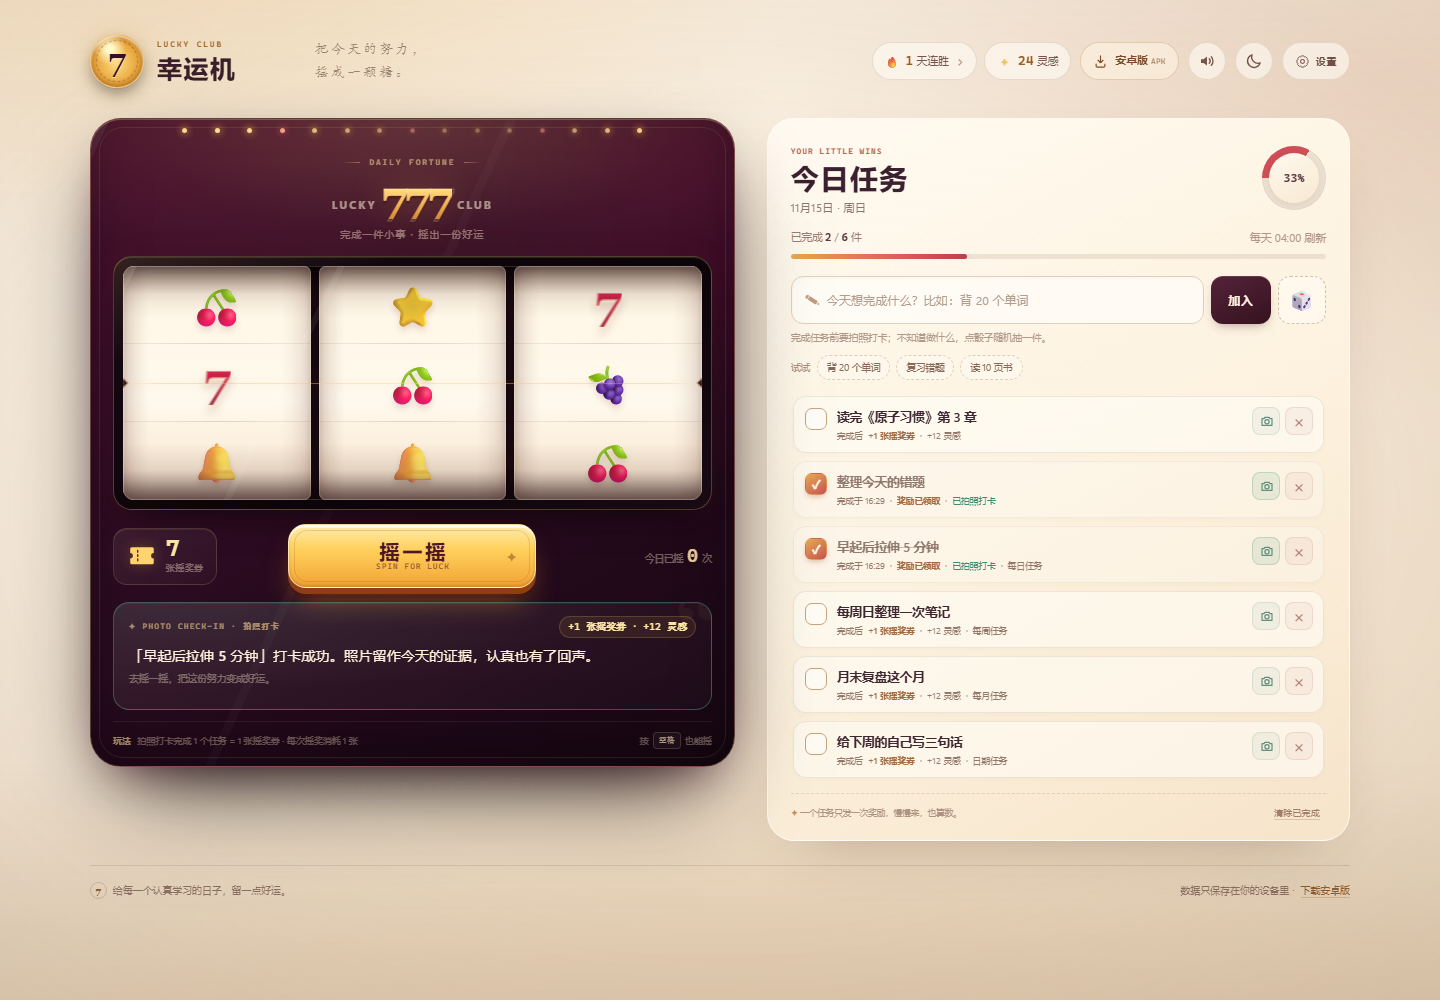 7
LUCKY CLUB
幸运机
把今天的努力，
摇成一颗糖。
1 天连胜 ›
24 灵感
安卓版 APK
设置
DAILY FORTUNE
LUCKY 777 CLUB
完成一件小事 · 摇出一份好运
7
7
7
张摇奖券
摇一摇
SPIN FOR LUCK
今日已摇 0 次
PHOTO CHECK-IN · 拍照打卡
+1 张摇奖券 · +12 灵感
「早起后拉伸 5 分钟」打卡成功。照片留作今天的证据，认真也有了回声。
去摇一摇，把这份努力变成好运。
玩法 拍照打卡完成 1 个任务 = 1 张摇奖券 · 每次摇奖消耗 1 张
按 空格 也能摇
YOUR LITTLE WINS
今日任务
11月15日 · 周日
33%
已完成 2 / 6 件
每天 04:00 刷新
今天想完成什么？比如：背 20 个单词
加入
完成任务前要拍照打卡；不知道做什么，点骰子随机抽一件。
试试 背 20 个单词 复习错题 读 10 页书
读完《原子习惯》第 3 章
完成后 +1 张摇奖券 · +12 灵感
整理今天的错题
完成于 16:29 · 奖励已领取 · 已拍照打卡
早起后拉伸 5 分钟
完成于 16:29 · 奖励已领取 · 已拍照打卡 · 每日任务
每周日整理一次笔记
完成后 +1 张摇奖券 · +12 灵感 · 每周任务
月末复盘这个月
完成后 +1 张摇奖券 · +12 灵感 · 每月任务
给下周的自己写三句话
完成后 +1 张摇奖券 · +12 灵感 · 日期任务
一个任务只发一次奖励，慢慢来，也算数。
清除已完成
7 给每一个认真学习的日子，留一点好运。
数据只保存在你的设备里 · 下载安卓版